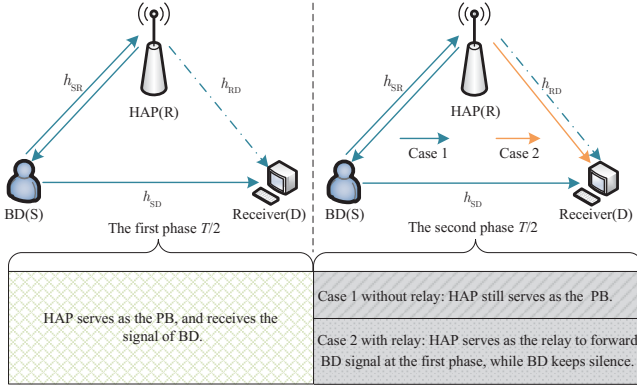 h_SR
h_RD
HAP(R)
BD(S)
h_SD
Receiver(D)
The first phase T/2
h_SR
h_RD
HAP(R)
Case 1
Case 2
BD(S)
h_SD
Receiver(D)
The second phase T/2
HAP serves as the PB, and receives the
signal of BD.
Case 1 without relay: HAP still serves as the PB.
Case 2 with relay: HAP serves as the relay to forward
BD signal at the first phase, while BD keeps silence.